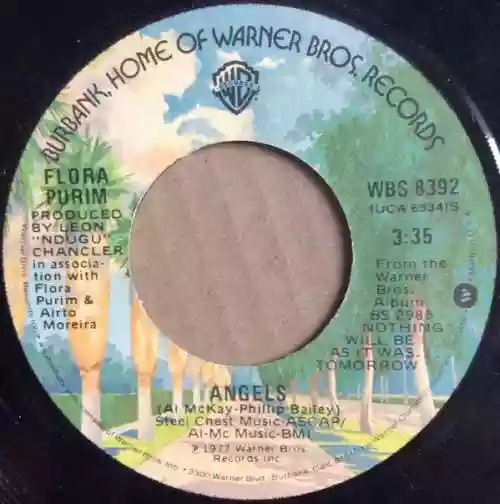 BURBANK, HOME OF WARNER BROS. RECORDS
FLORA
PURIM
PRODUCED
BY LEON
"NDUGU"
CHANCLER
in associa-
tion with
Flora
Purim &
Airto
Moreira
WBS 8392
3:35
From the
Warner
Bros.
Album
BS 2985
NOTHING
WILL BE
AS IT WAS.
TOMORROW
ANGELS
(Al McKay-Phillip Bailey)
Steel Chest Music-ASCAP/
Al-Mc Music-BMI
℗ 1977 Warner Bros.
Records Inc.